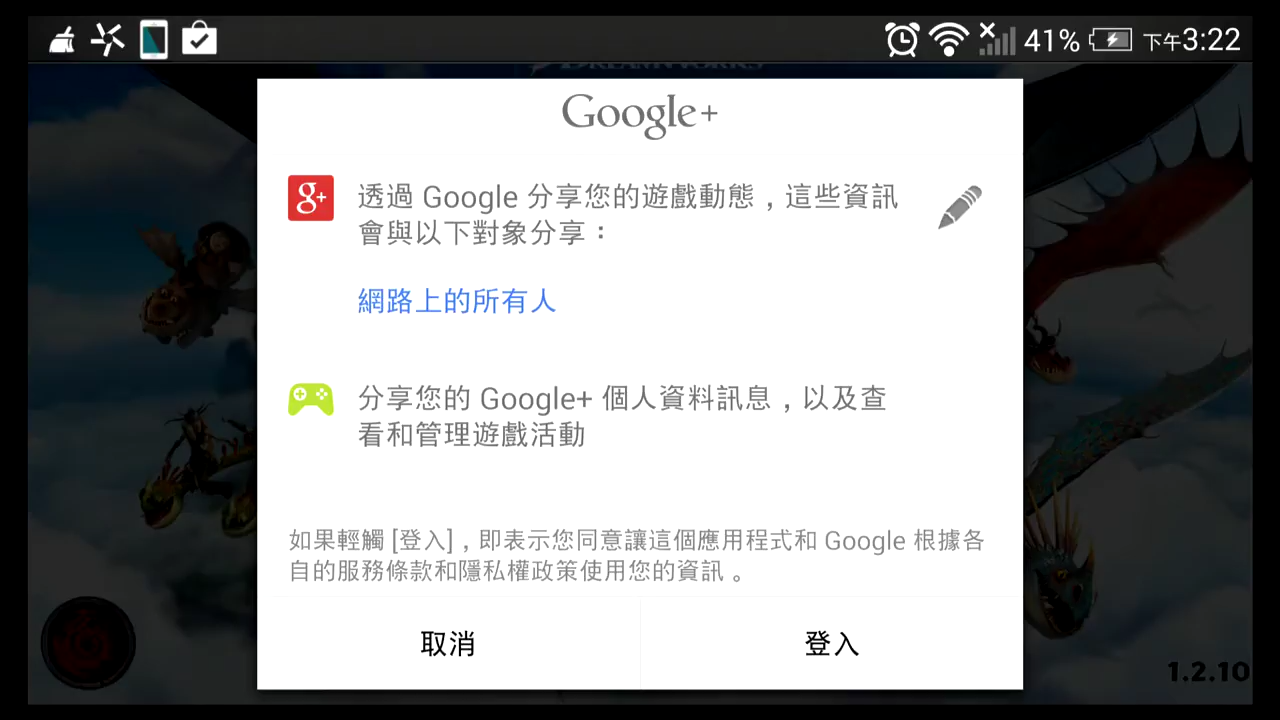 41% 下午3:22
DREAMWORKS
Google+
g+
透過 Google 分享您的遊戲動態，這些資訊
會與以下對象分享：
網路上的所有人
分享您的 Google+ 個人資料訊息，以及查
看和管理遊戲活動
如果輕觸 [登入]，即表示您同意讓這個應用程式和 Google 根據各
自的服務條款和隱私權政策使用您的資訊。
取消
登入
1.2.10